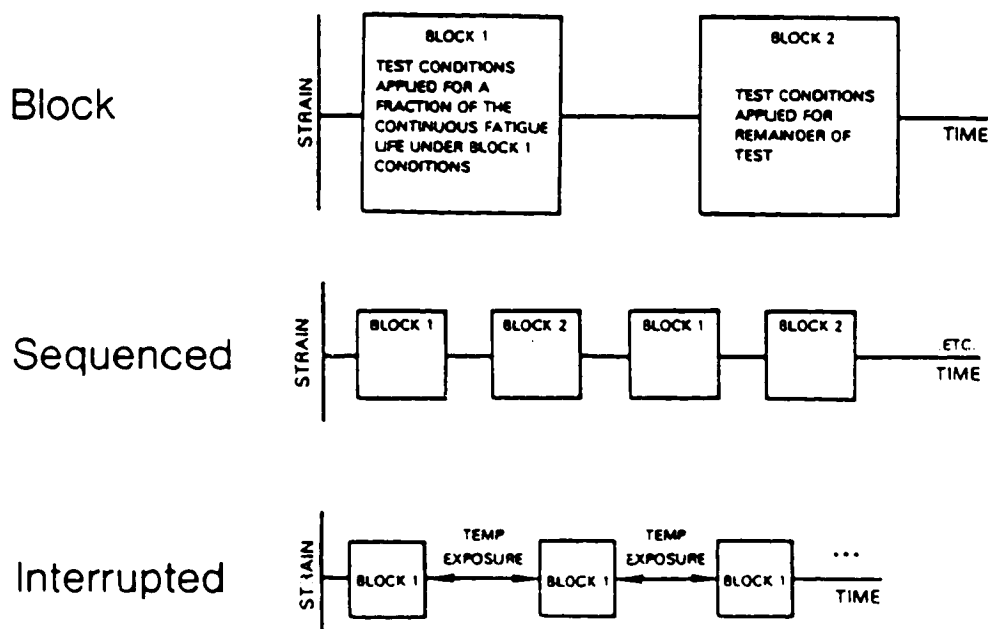 Block
STRAIN
BLOCK 1
TEST CONDITIONS
APPLIED FOR A
FRACTION OF THE
CONTINUOUS FATIGUE
LIFE UNDER BLOCK 1
CONDITIONS
BLOCK 2
TEST CONDITIONS
APPLIED FOR
REMAINDER OF
TEST
TIME
Sequenced
STRAIN
BLOCK 1
BLOCK 2
BLOCK 1
BLOCK 2
ETC.
TIME
Interrupted
STRAIN
BLOCK 1
TEMP
EXPOSURE
BLOCK 1
TEMP
EXPOSURE
BLOCK 1
...
TIME